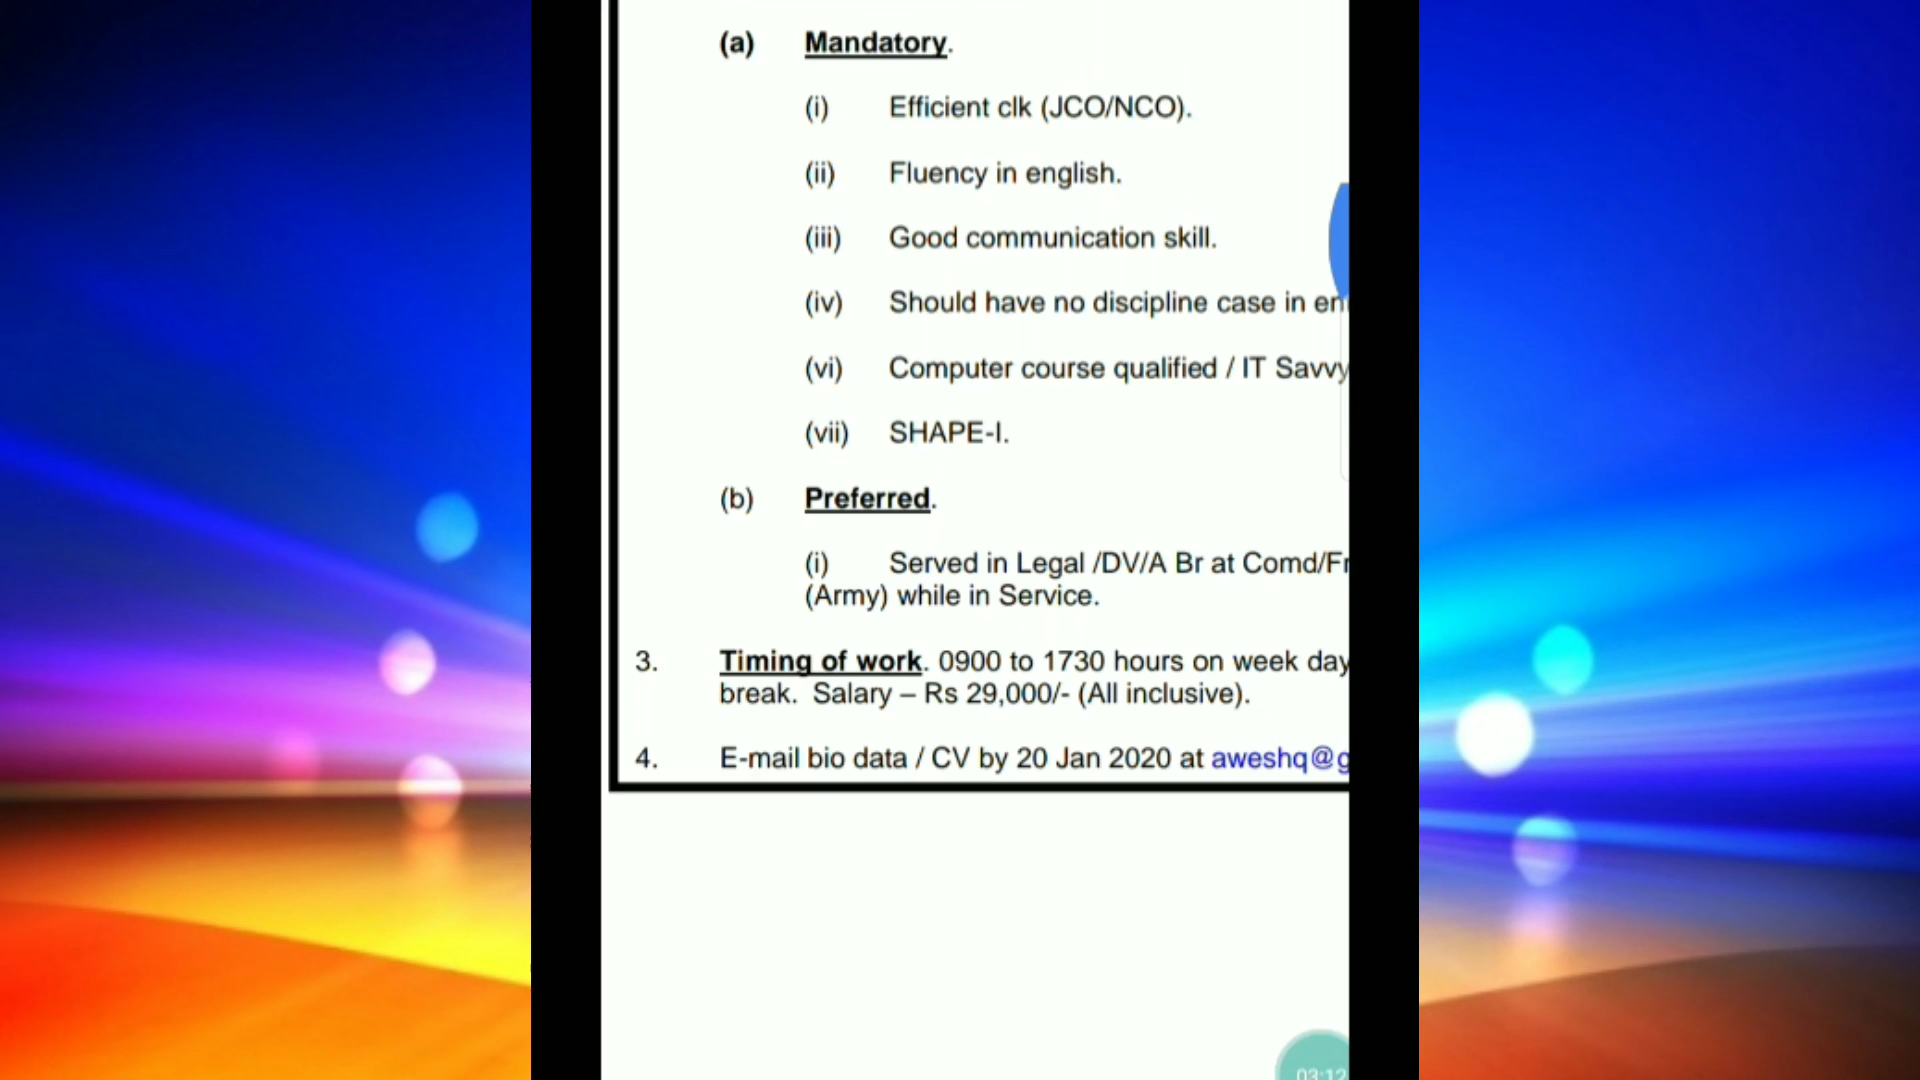 (a) Mandatory.
(i) Efficient clk (JCO/NCO).
(ii) Fluency in english.
(iii) Good communication skill.
(iv) Should have no discipline case in
(vi) Computer course qualified / IT Savvy
(vii) SHAPE-I.
(b) Preferred.
(i) Served in Legal /DV/A Br at Comd/
(Army) while in Service.
3. Timing of work. 0900 to 1730 hours on week day
break. Salary – Rs 29,000/- (All inclusive).
4. E-mail bio data / CV by 20 Jan 2020 at aweshq@g
03:12